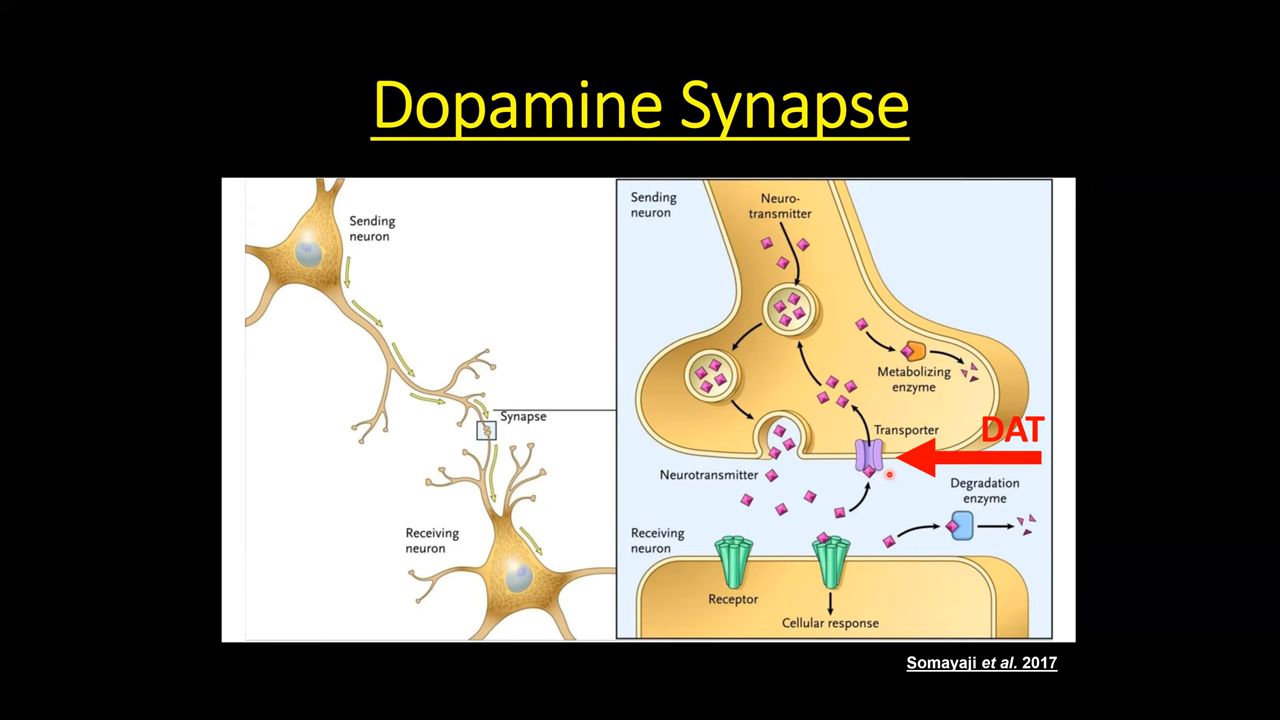 Dopamine Synapse
Sending
neuron
Synapse
Receiving
neuron
Sending
neuron
Neuro-
transmitter
Metabolizing
enzyme
Transporter
DAT
Neurotransmitter
Degradation
enzyme
Receiving
neuron
Receptor
Cellular response
Somayaji et al. 2017